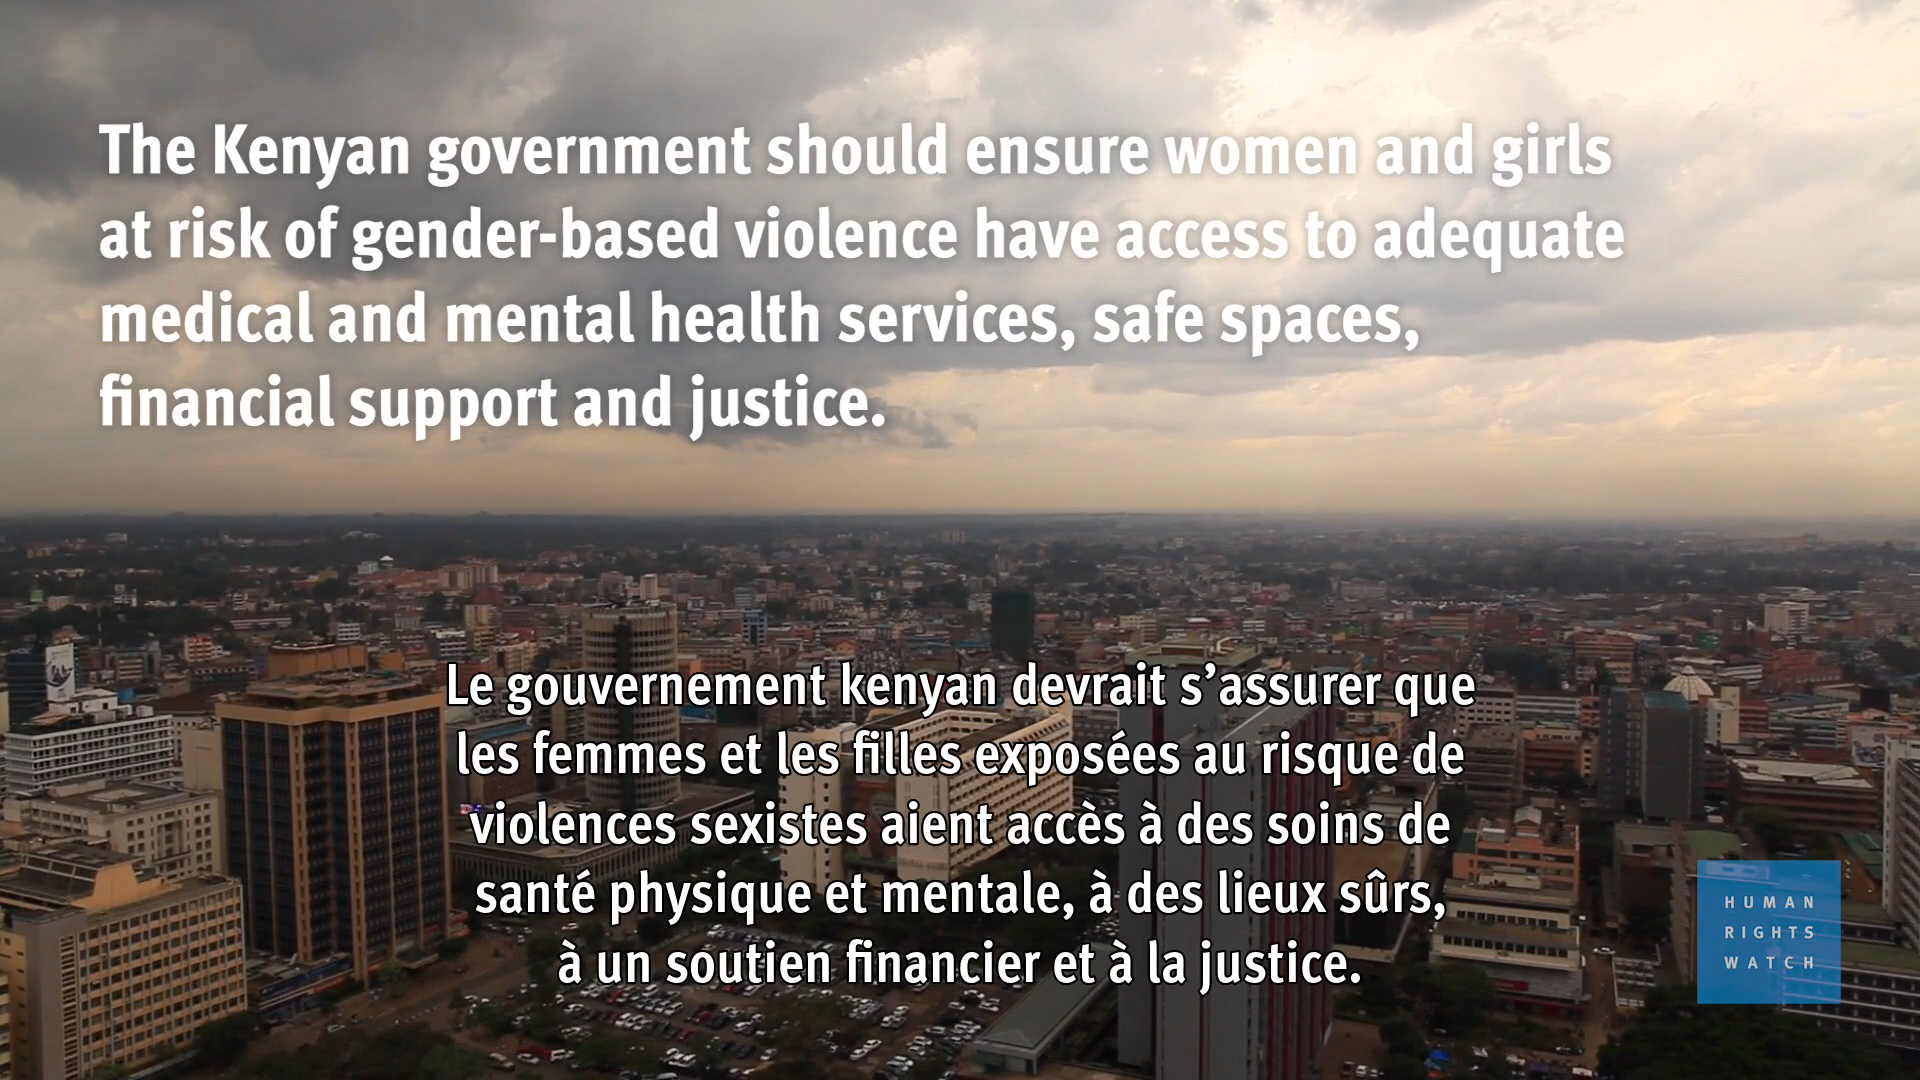 The Kenyan government should ensure women and girls
at risk of gender-based violence have access to adequate
medical and mental health services, safe spaces,
financial support and justice.
Le gouvernement kenyan devrait s’assurer que
les femmes et les filles exposées au risque de
violences sexistes aient accès à des soins de
santé physique et mentale, à des lieux sûrs,
à un soutien financier et à la justice.
HUMAN
RIGHTS
WATCH